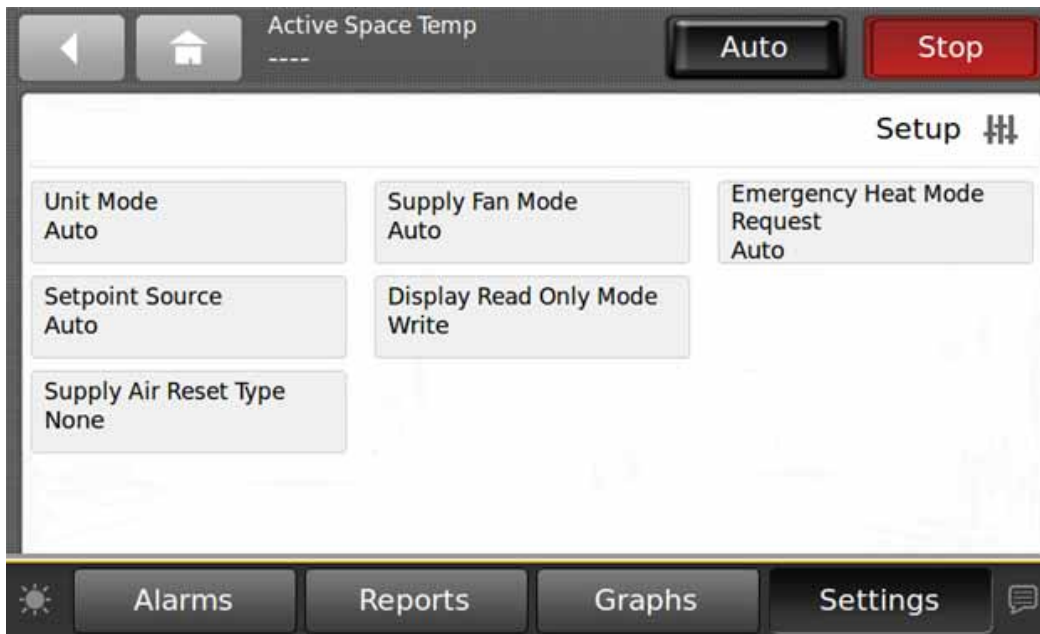 Active Space Temp
----
Auto
Stop
Setup
Unit Mode
Auto
Supply Fan Mode
Auto
Emergency Heat Mode
Request
Auto
Setpoint Source
Auto
Display Read Only Mode
Write
Supply Air Reset Type
None
Alarms
Reports
Graphs
Settings